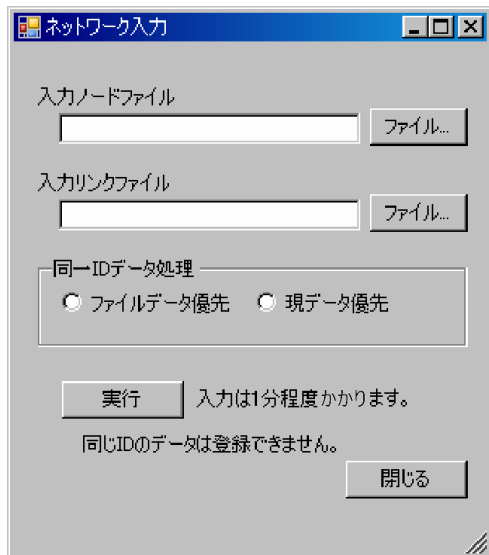 ネットワーク入力
入力ノードファイル
ファイル...
入力リンクファイル
ファイル...
同一IDデータ処理
ファイルデータ優先 現データ優先
実行 入力は1分程度かかります。
同じIDのデータは登録できません。
閉じる